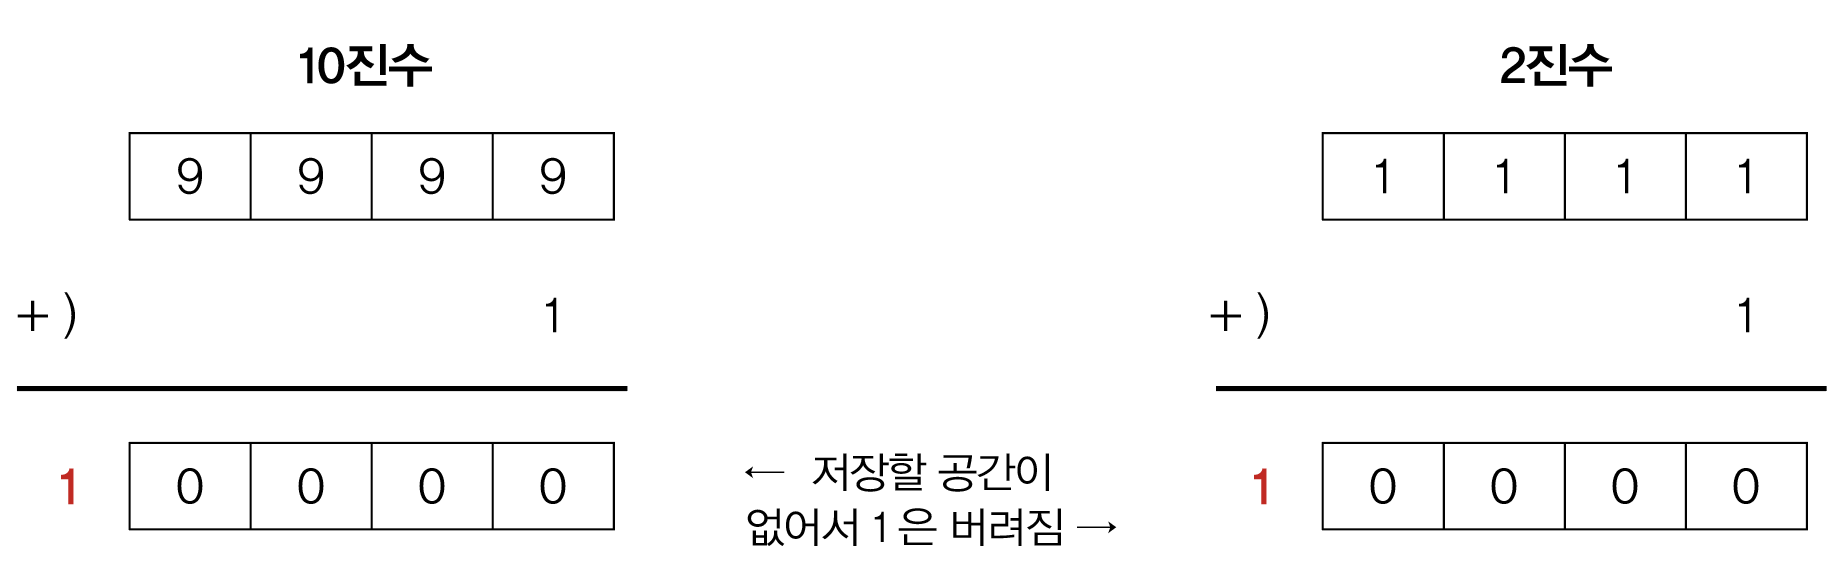 10진수
9 9 9 9
+) 1
1 0 0 0 0
← 저장할 공간이
없어서 1은 버려짐 →
2진수
1 1 1 1
+) 1
1 0 0 0 0